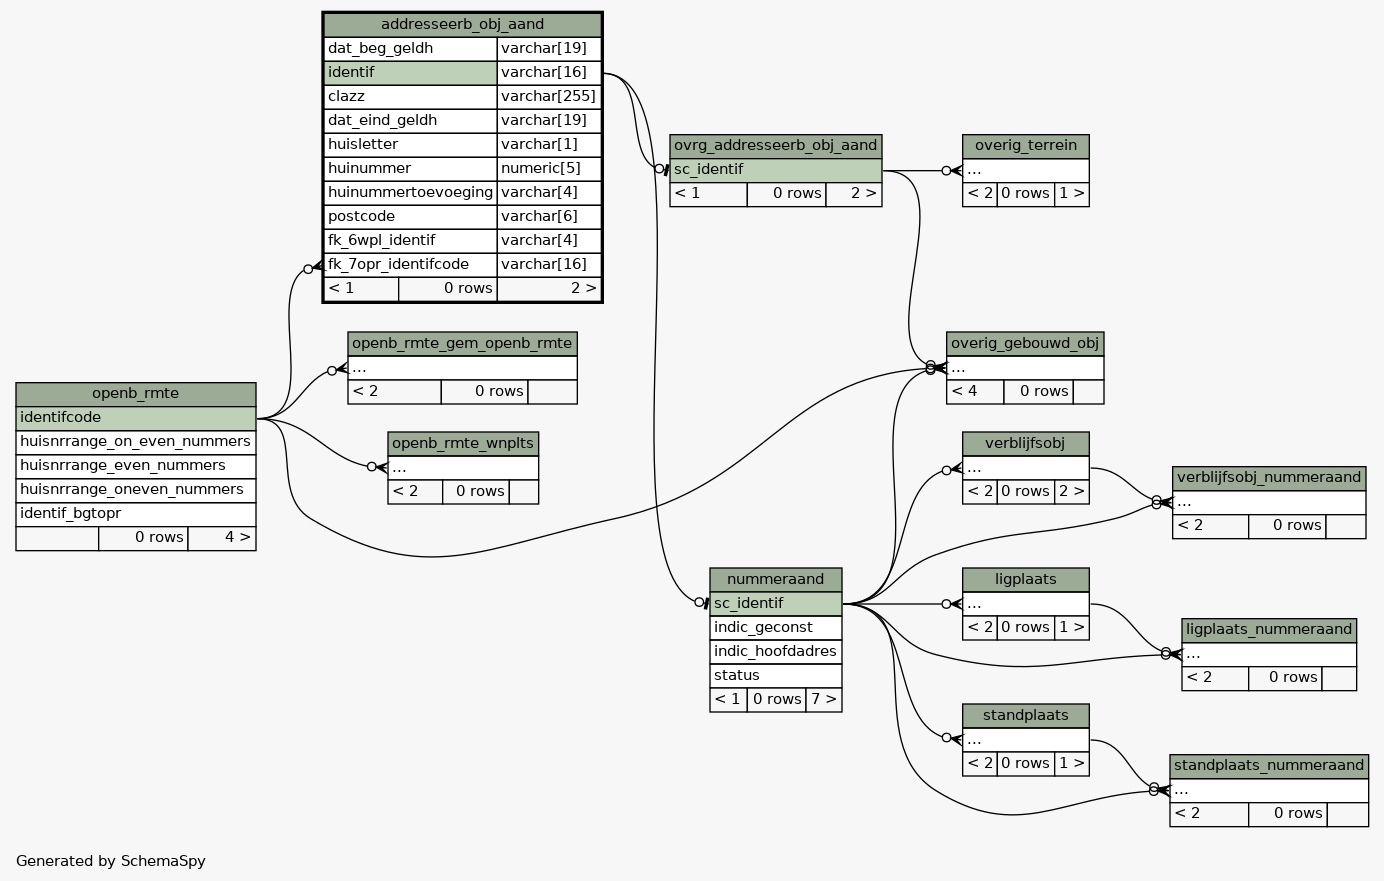 addresseerb_obj_aand
dat_beg_geldh varchar[19]
identif varchar[16]
clazz varchar[255]
dat_eind_geldh varchar[19]
huisletter varchar[1]
huinummer numeric[5]
huinummertoevoeging varchar[4]
postcode varchar[6]
fk_6wpl_identif varchar[4]
fk_7opr_identifcode varchar[16]
< 1 0 rows 2 >
ovrg_addresseerb_obj_aand
sc_identif
< 1 0 rows 2 >
overig_terrein
...
< 2 0 rows 1 >
openb_rmte_gem_openb_rmte
...
< 2 0 rows
overig_gebouwd_obj
...
< 4 0 rows
openb_rmte
identifcode
huisnrrange_on_even_nummers
huisnrrange_even_nummers
huisnrrange_oneven_nummers
identif_bgtopr
0 rows 4 >
openb_rmte_wnplts
...
< 2 0 rows
verblijfsobj
...
< 2 0 rows 2 >
verblijfsobj_nummeraand
...
< 2 0 rows
nummeraand
sc_identif
indic_geconst
indic_hoofdadres
status
< 1 0 rows 7 >
ligplaats
...
< 2 0 rows 1 >
ligplaats_nummeraand
...
< 2 0 rows
standplaats
...
< 2 0 rows 1 >
standplaats_nummeraand
...
< 2 0 rows
Generated by SchemaSpy